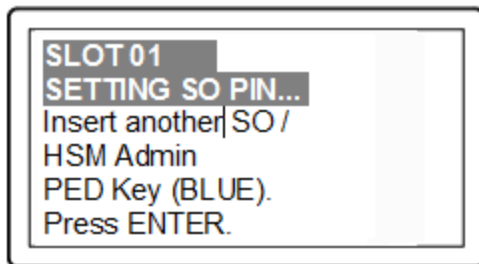 SLOT 01
SETTING SO PIN...
Insert another SO /
HSM Admin
PED Key (BLUE).
Press ENTER.